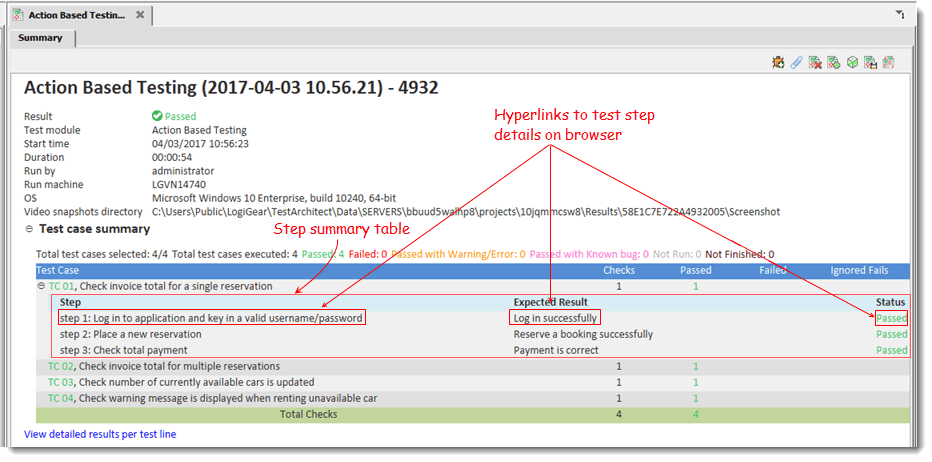 Action Based Testin...
1
Summary
Action Based Testing (2017-04-03 10.56.21) - 4932
Hyperlinks to test step
details on browser
Result Passed
Test module Action Based Testing
Start time 04/03/2017 10:56:23
Duration 00:00:54
Run by administrator
Run machine LGVN14740
OS Microsoft Windows 10 Enterprise, build 10240, 64-bit
Video snapshots directory C:\Users\Public\LogiGear\TestArchitect\Data\SERVERS\bbuud5walhp8\projects\10jqmmcsw8\Results\58E1C7E722A4932005\Screenshot
Test case summary
Step summary table
Total test cases selected: 4/4 Total test cases executed: 4 Passed: 4 Failed: 0 Passed with Warning/Error: 0 Passed with Known bug: 0 Not Run: 0 Not Finished: 0
Test Case Checks Passed Failed Ignored Fails
TC 01, Check invoice total for a single reservation 1 1
Step Expected Result Status
step 1: Log in to application and key in a valid username/password Log in successfully Passed
step 2: Place a new reservation Reserve a booking successfully Passed
step 3: Check total payment Payment is correct Passed
TC 02, Check invoice total for multiple reservations 1 1
TC 03, Check number of currently available cars is updated 1 1
TC 04, Check warning message is displayed when renting unavailable car 1 1
Total Checks 4 4
View detailed results per test line